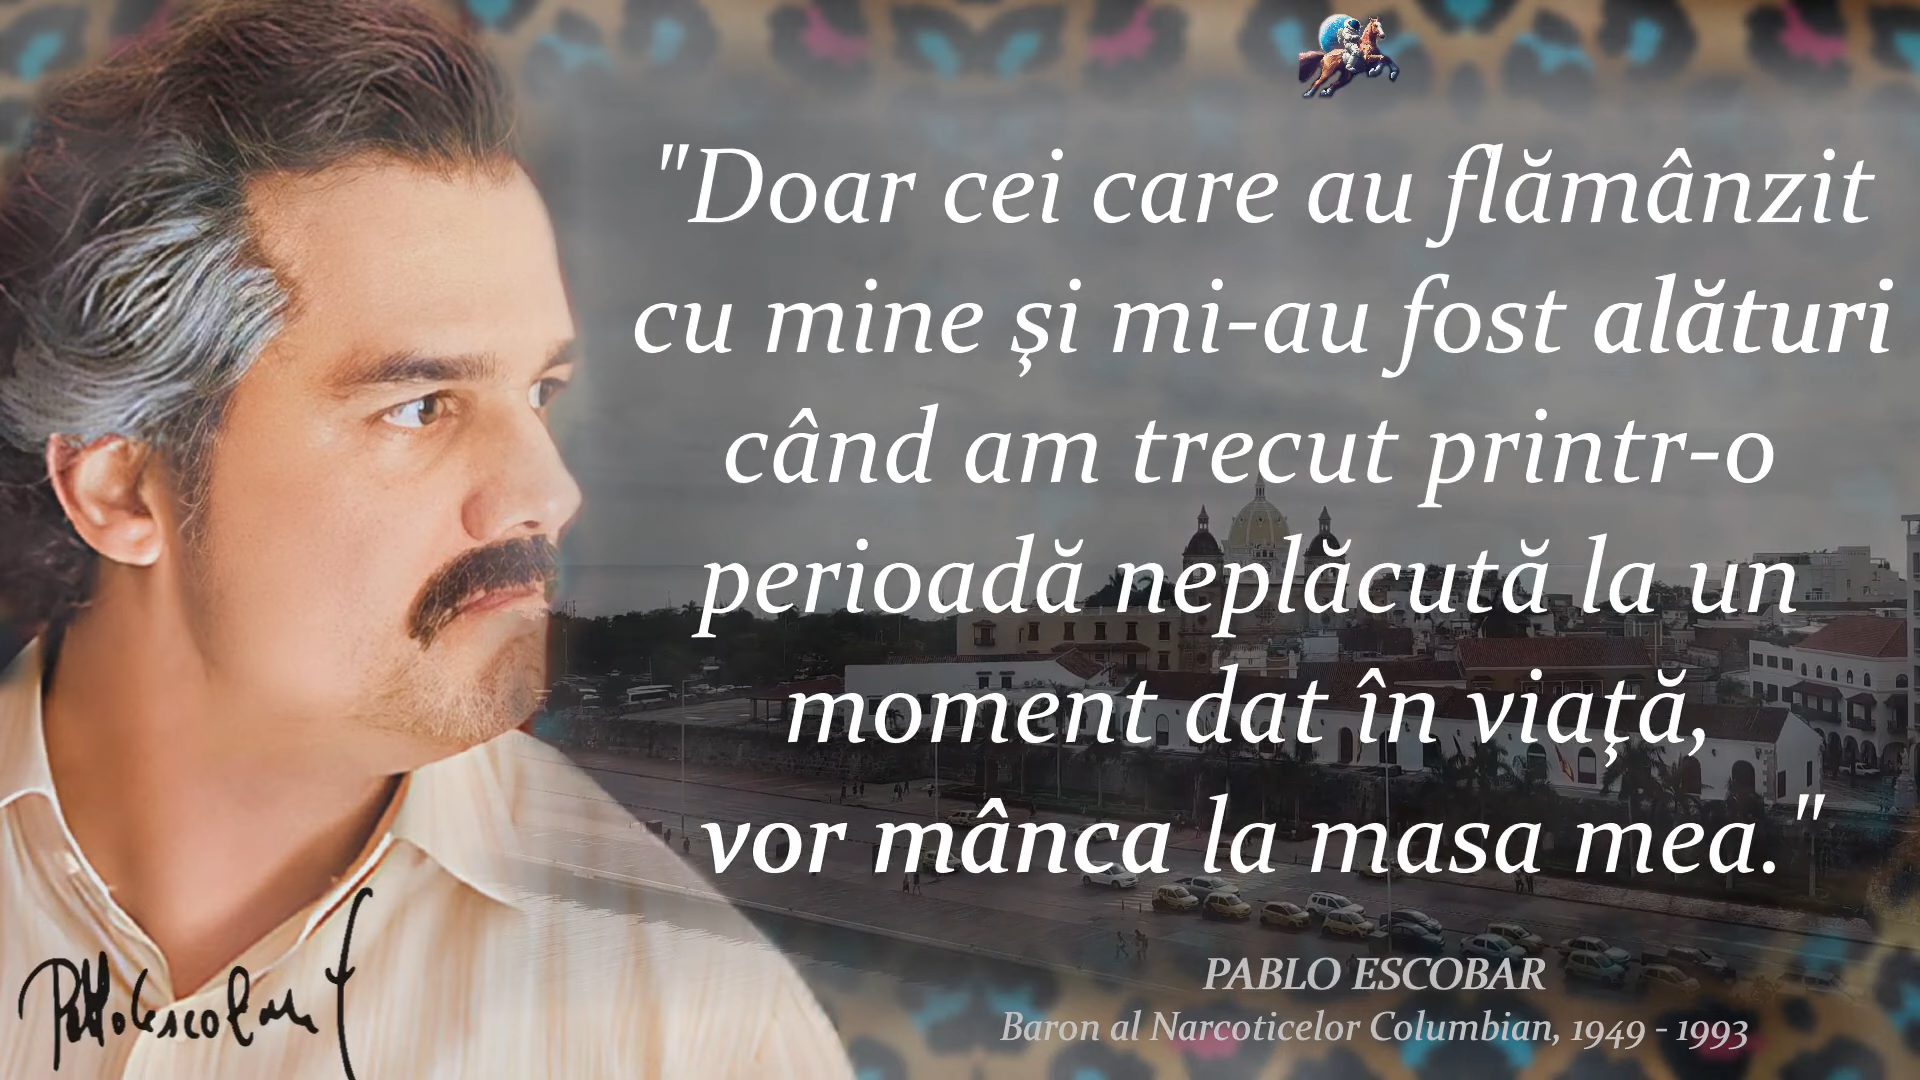 "Doar cei care au flămânzit
cu mine și mi-au fost alături
când am trecut printr-o
perioadă neplăcută la un
moment dat în viață,
vor mânca la masa mea."
PABLO ESCOBAR
Baron al Narcoticelor Columbian, 1949 - 1993